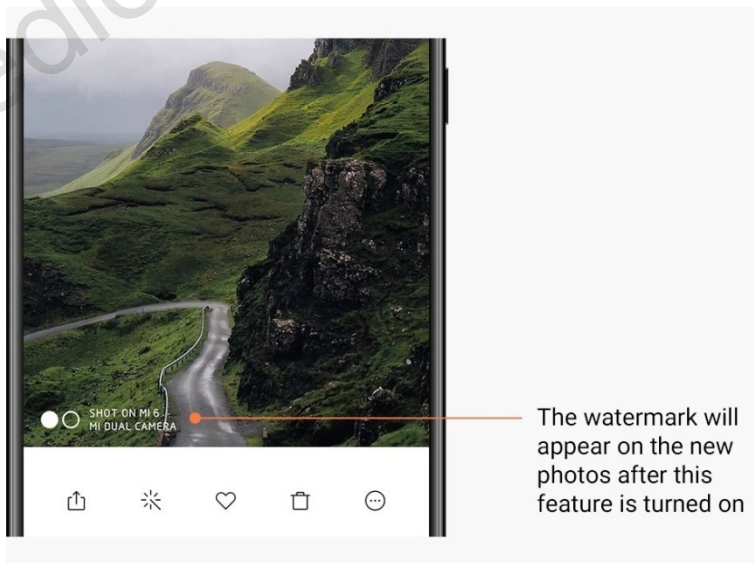 SHOT ON MI 6
MI DUAL CAMERA
The watermark will
appear on the new
photos after this
feature is turned on